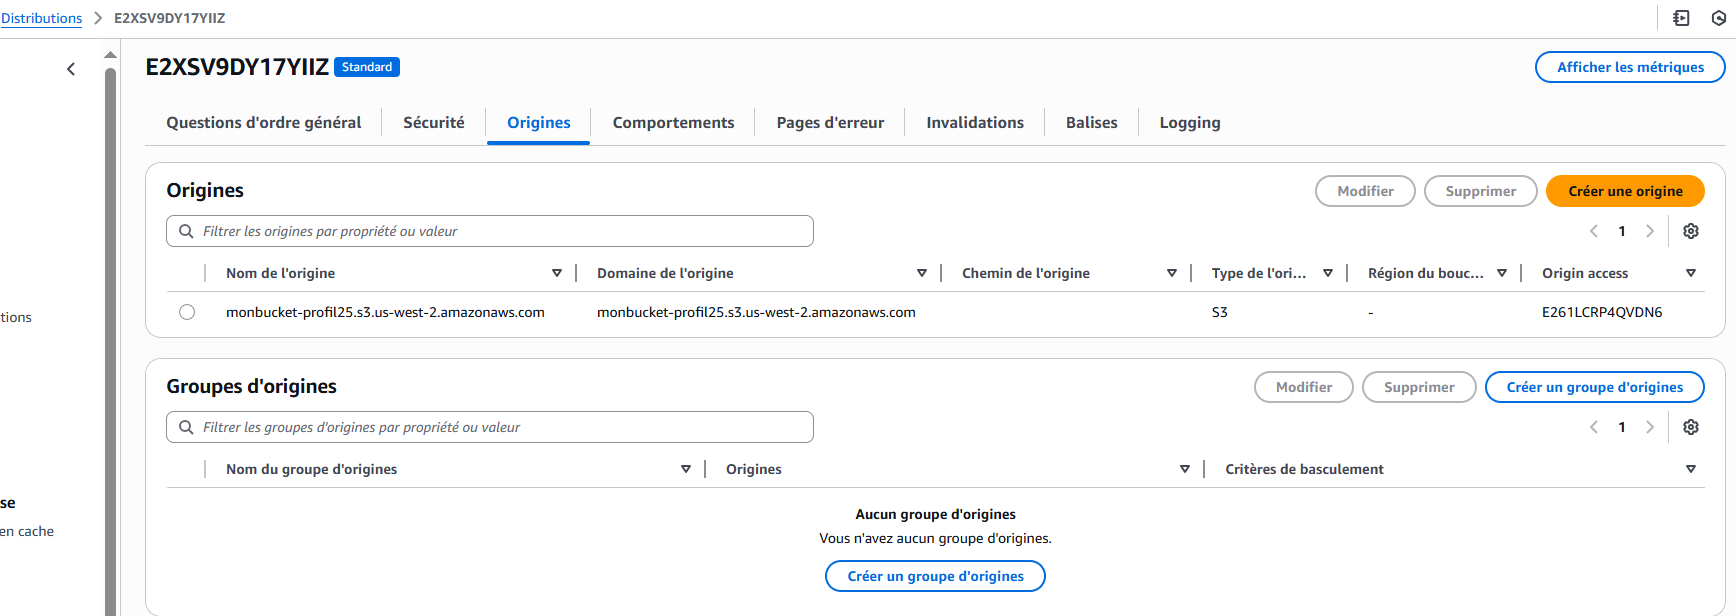 Distributions > E2XSV9DY17YIIZ
E2XSV9DY17YIIZ Standard Afficher les métriques
Questions d'ordre général Sécurité Origines Comportements Pages d'erreur Invalidations Balises Logging
Origines Modifier Supprimer Créer une origine
Filtrer les origines par propriété ou valeur 1
Nom de l'origine Domaine de l'origine Chemin de l'origine Type de l'ori... Région du bouc... Origin access
monbucket-profil25.s3.us-west-2.amazonaws.com monbucket-profil25.s3.us-west-2.amazonaws.com S3 - E261LCRP4QVDN6
tions
Groupes d'origines Modifier Supprimer Créer un groupe d'origines
Filtrer les groupes d'origines par propriété ou valeur 1
Nom du groupe d'origines Origines Critères de basculement
se
Aucun groupe d'origines
en cache
Vous n'avez aucun groupe d'origines.
Créer un groupe d'origines